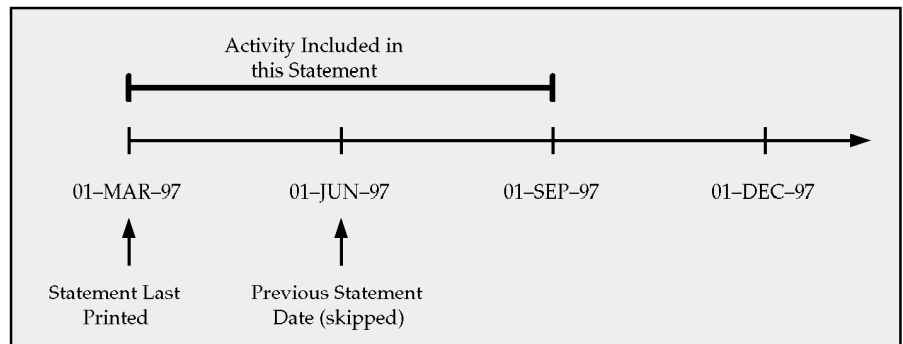 Activity Included in
this Statement
01–MAR–97
01–JUN–97
01–SEP–97
01–DEC–97
Statement Last
Printed
Previous Statement
Date (skipped)